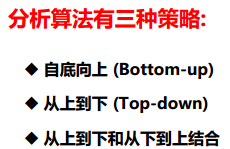 分析算法有三种策略:
◆ 自底向上 (Bottom-up)
◆ 从上到下 (Top-down)
◆ 从上到下和从下到上结合